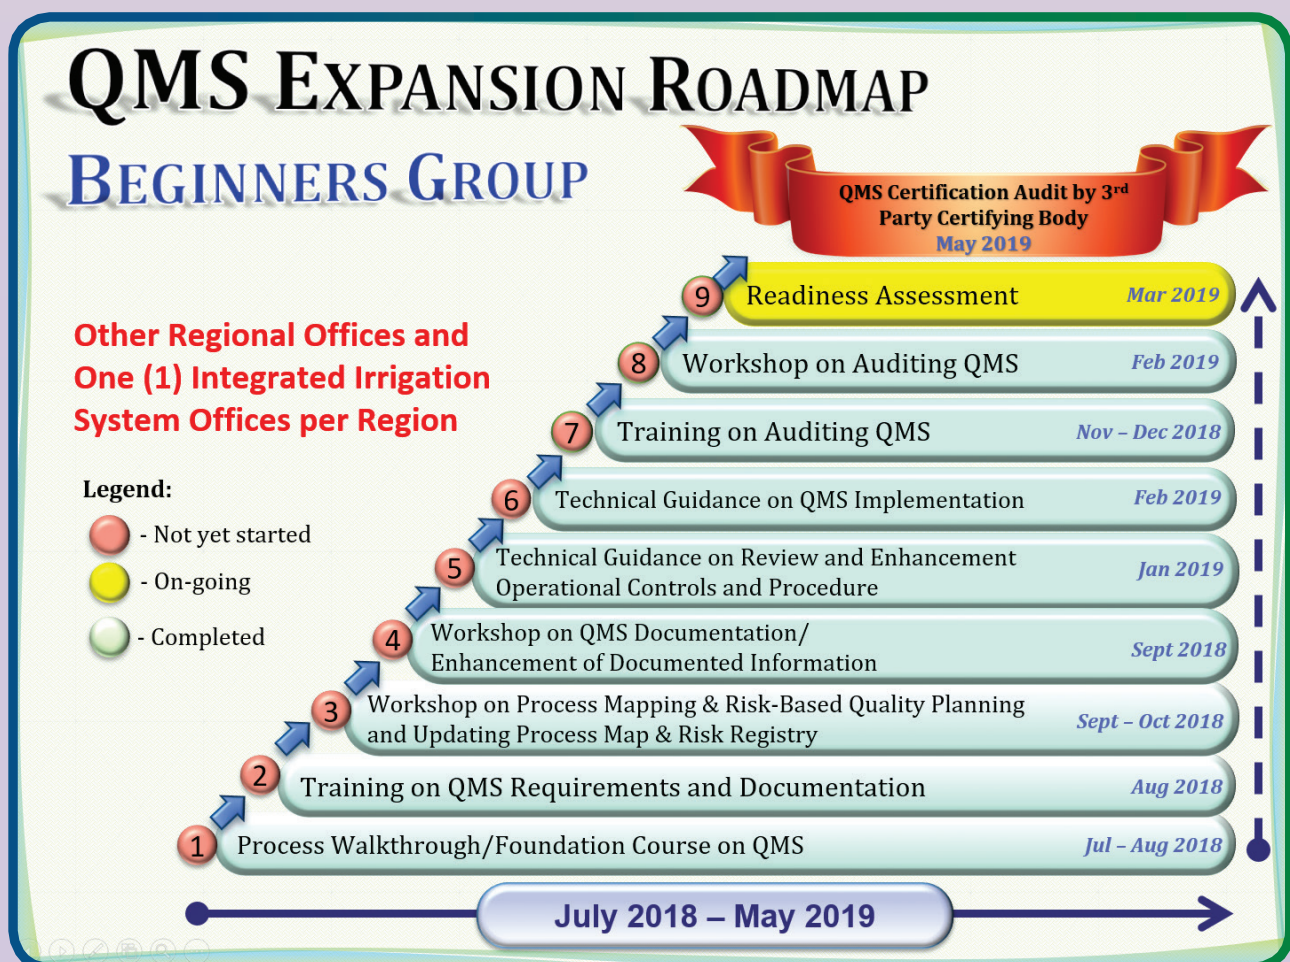 QMS EXPANSION ROADMAP
BEGINNERS GROUP
QMS Certification Audit by 3rd
Party Certifying Body
May 2019
Other Regional Offices and
One (1) Integrated Irrigation
System Offices per Region
Legend:
- Not yet started
- On-going
- Completed
9 Readiness Assessment Mar 2019
8 Workshop on Auditing QMS Feb 2019
7 Training on Auditing QMS Nov – Dec 2018
6 Technical Guidance on QMS Implementation Feb 2019
5 Technical Guidance on Review and Enhancement
Operational Controls and Procedure Jan 2019
4 Workshop on QMS Documentation/
Enhancement of Documented Information Sept 2018
3 Workshop on Process Mapping & Risk-Based Quality Planning
and Updating Process Map & Risk Registry Sept – Oct 2018
2 Training on QMS Requirements and Documentation Aug 2018
1 Process Walkthrough/Foundation Course on QMS Jul – Aug 2018
July 2018 – May 2019